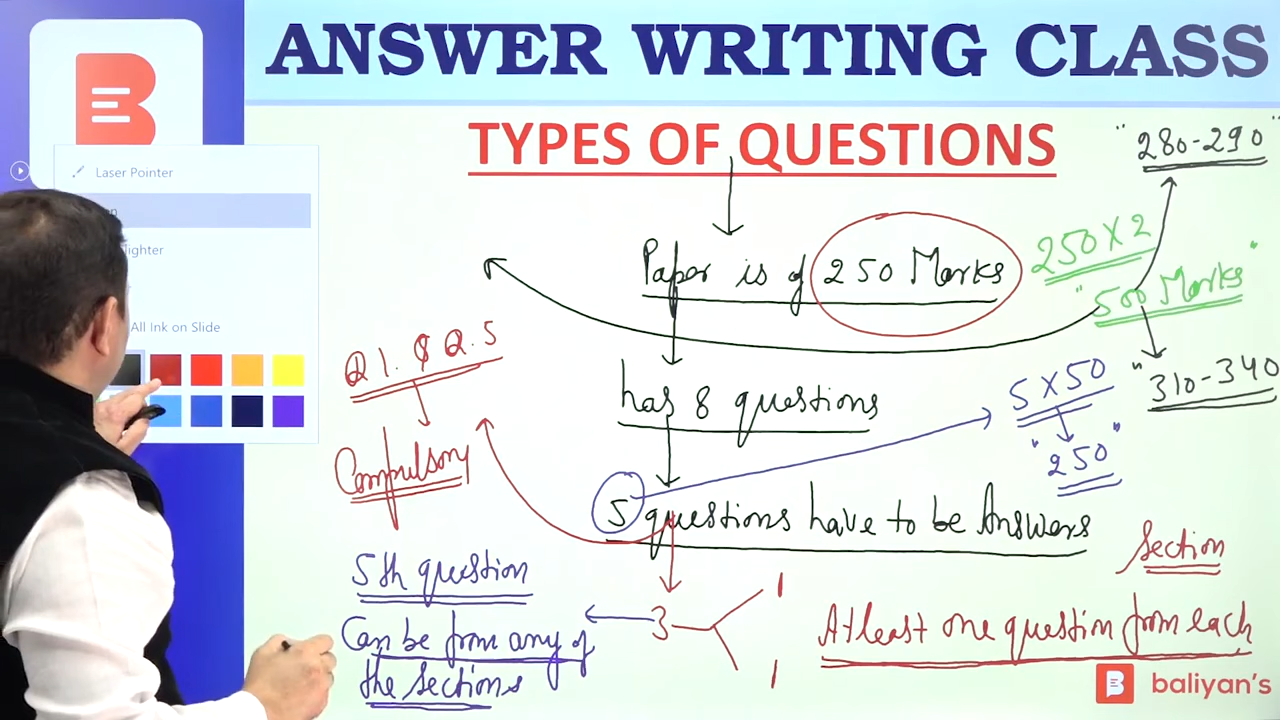 ANSWER WRITING CLASS
TYPES OF QUESTIONS
"280-290"
Laser Pointer
Paper is of 250 Marks
250 X 2
"500 Marks"
All Ink on Slide
Q 1. & Q. 5
Compulsory
has 8 questions
5 X 50
"250"
"310-340
5 questions have to be Answers
Section
5th question
Can be from any of
the Sections
3
1
1
Atleast one question from each
baliyan's